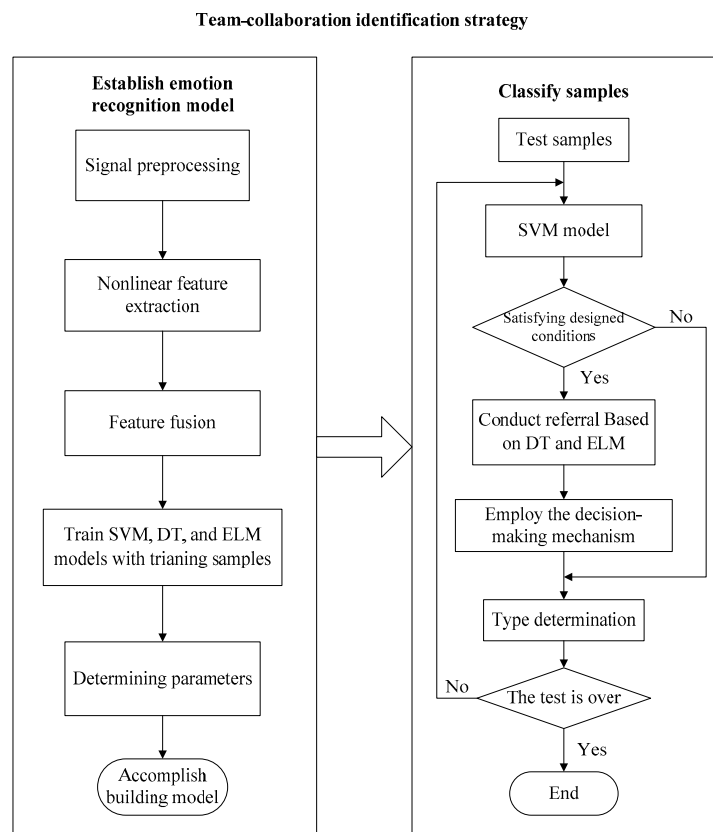 Team-collaboration identification strategy
Establish emotion
recognition model
Signal preprocessing
Nonlinear feature
extraction
Feature fusion
Train SVM, DT, and ELM
models with trianing samples
Determining parameters
Accomplish
building model
Classify samples
Test samples
SVM model
Satisfying designed
conditions
No
Yes
Conduct referral Based
on DT and ELM
Employ the decision-
making mechanism
Type determination
The test is over
No
Yes
End